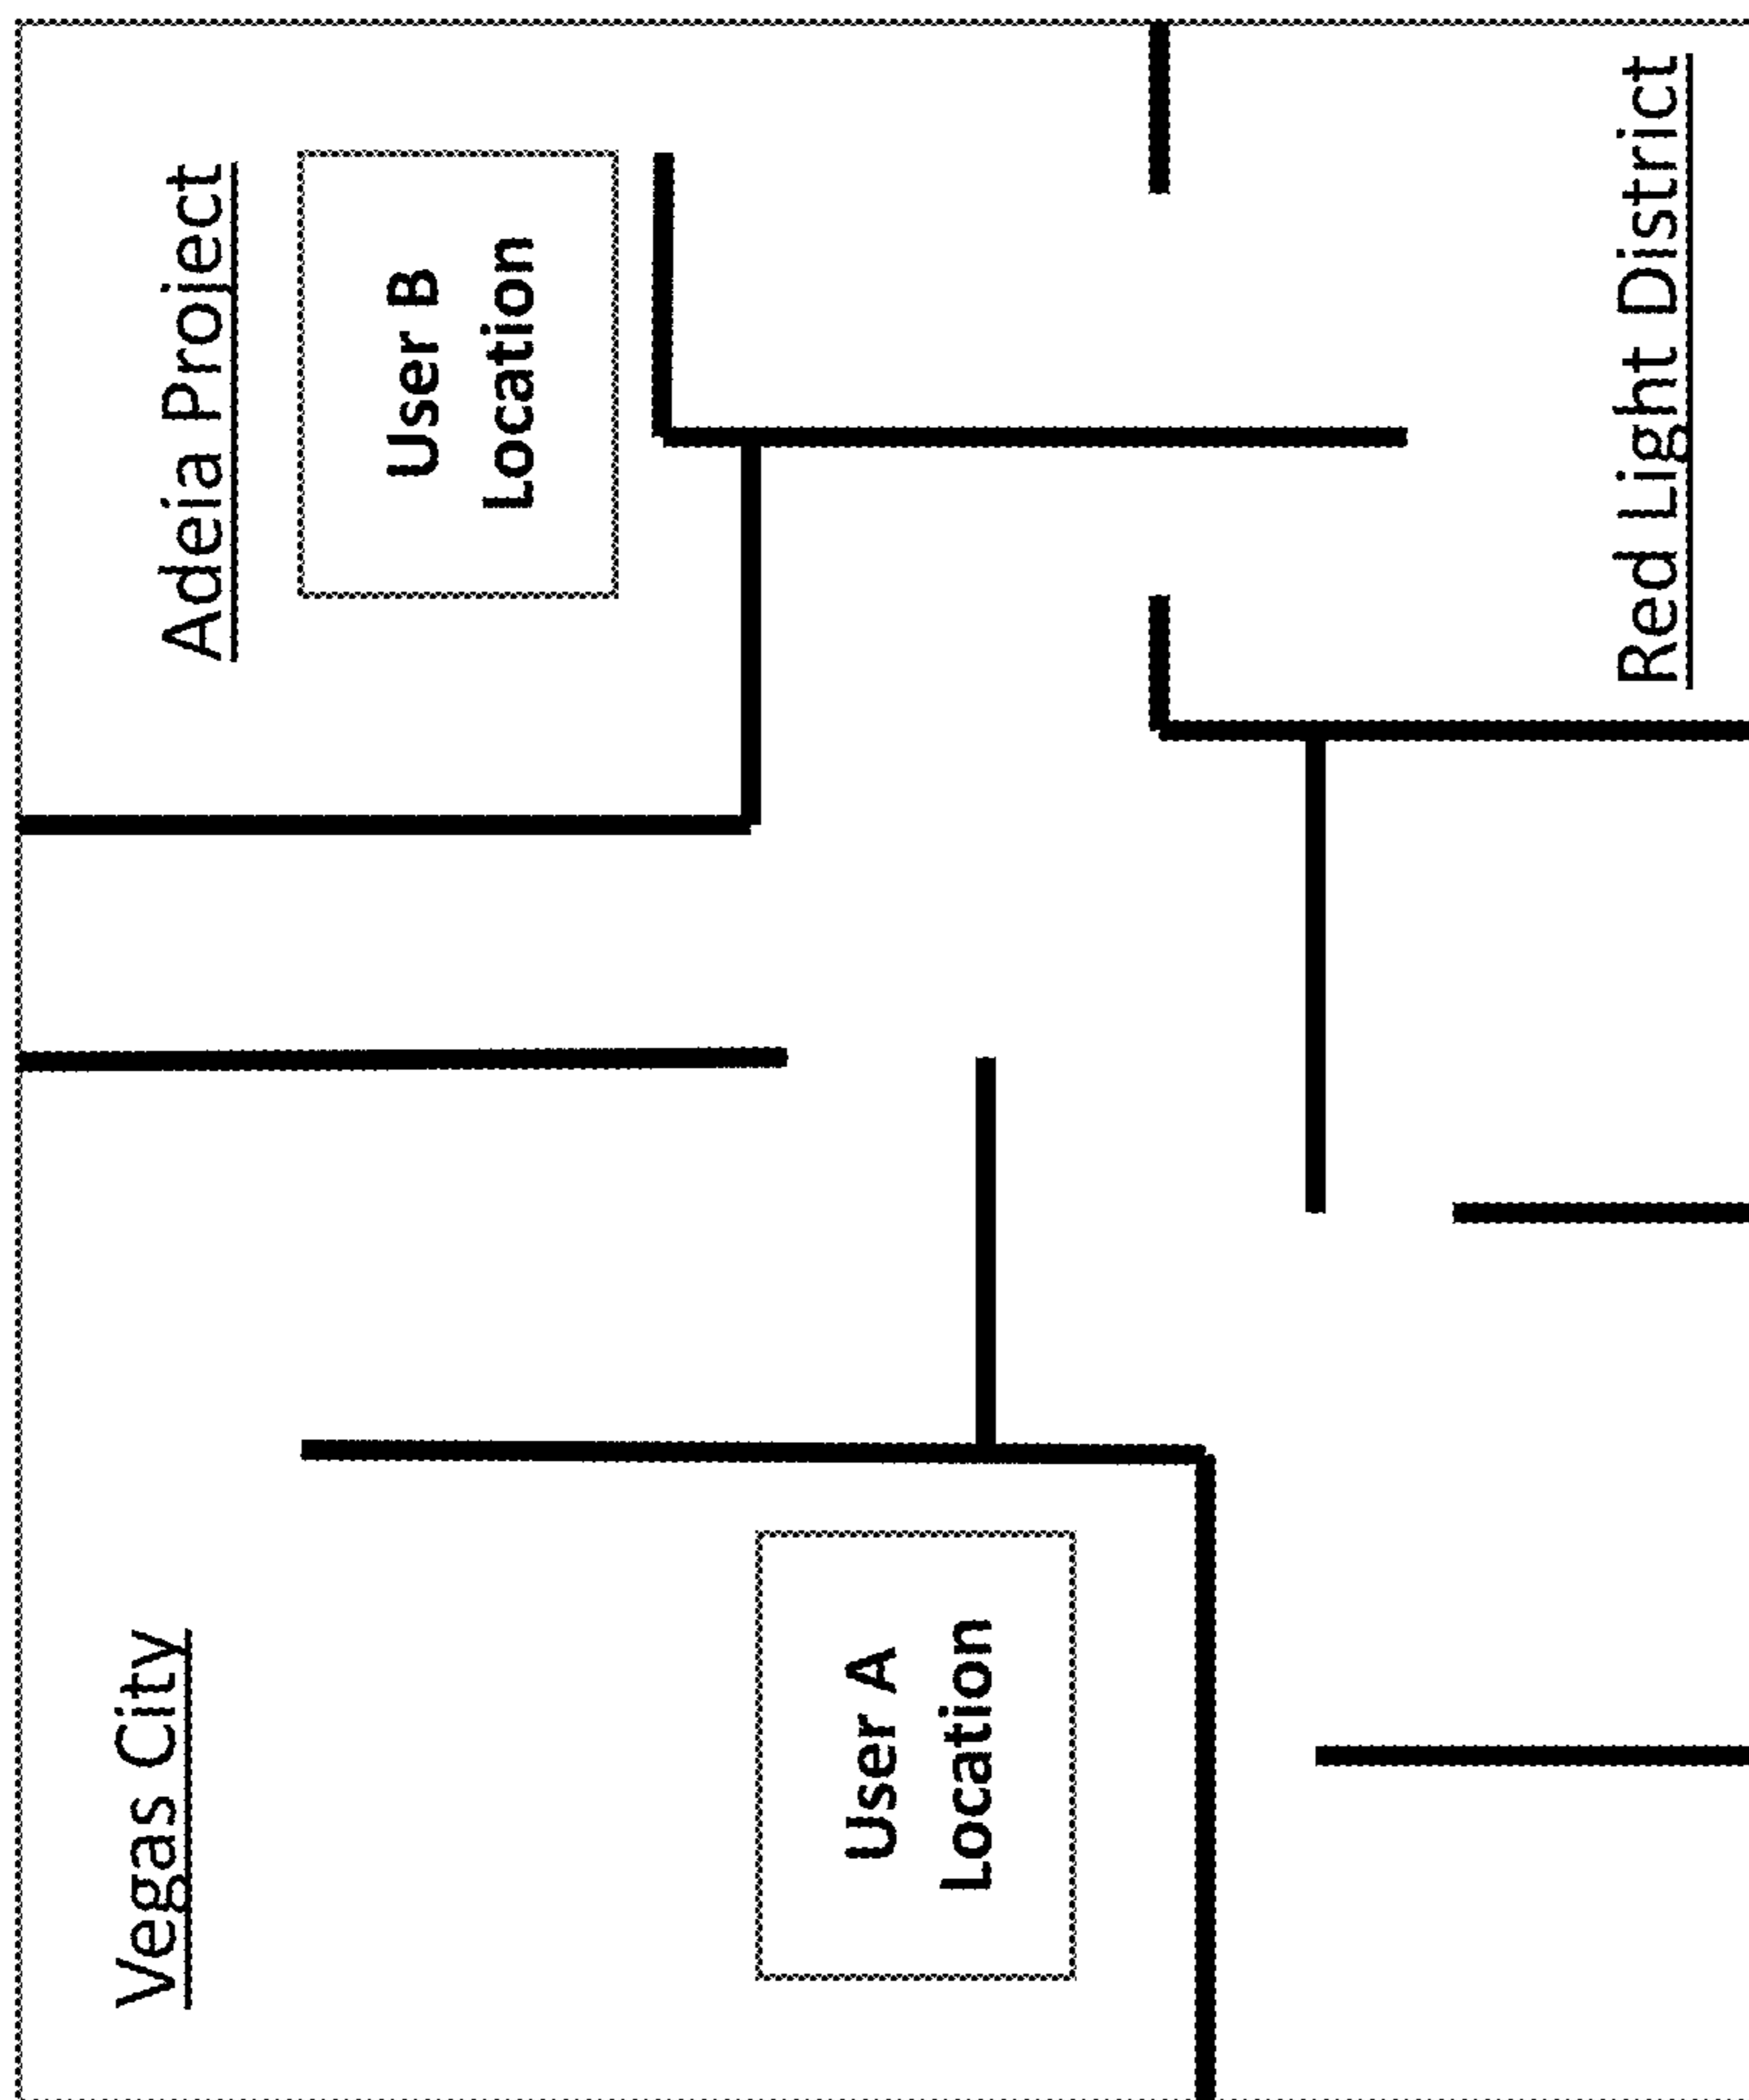 Vegas City
User A
Location
Adeia Project
User B
Location
Red Light District